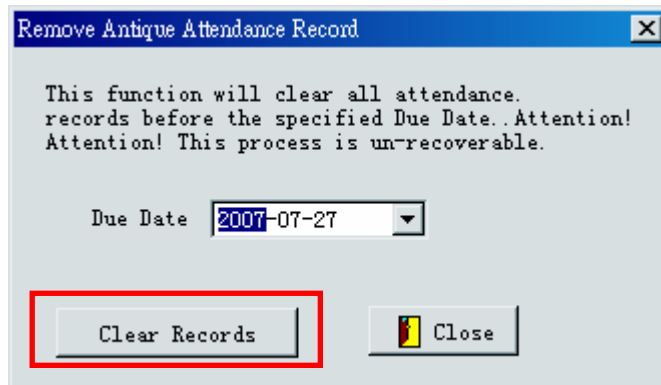 Remove Antique Attendance Record
This function will clear all attendance.
records before the specified Due Date..Attention!
Attention! This process is un-recoverable.
Due Date 2007-07-27
Clear Records Close